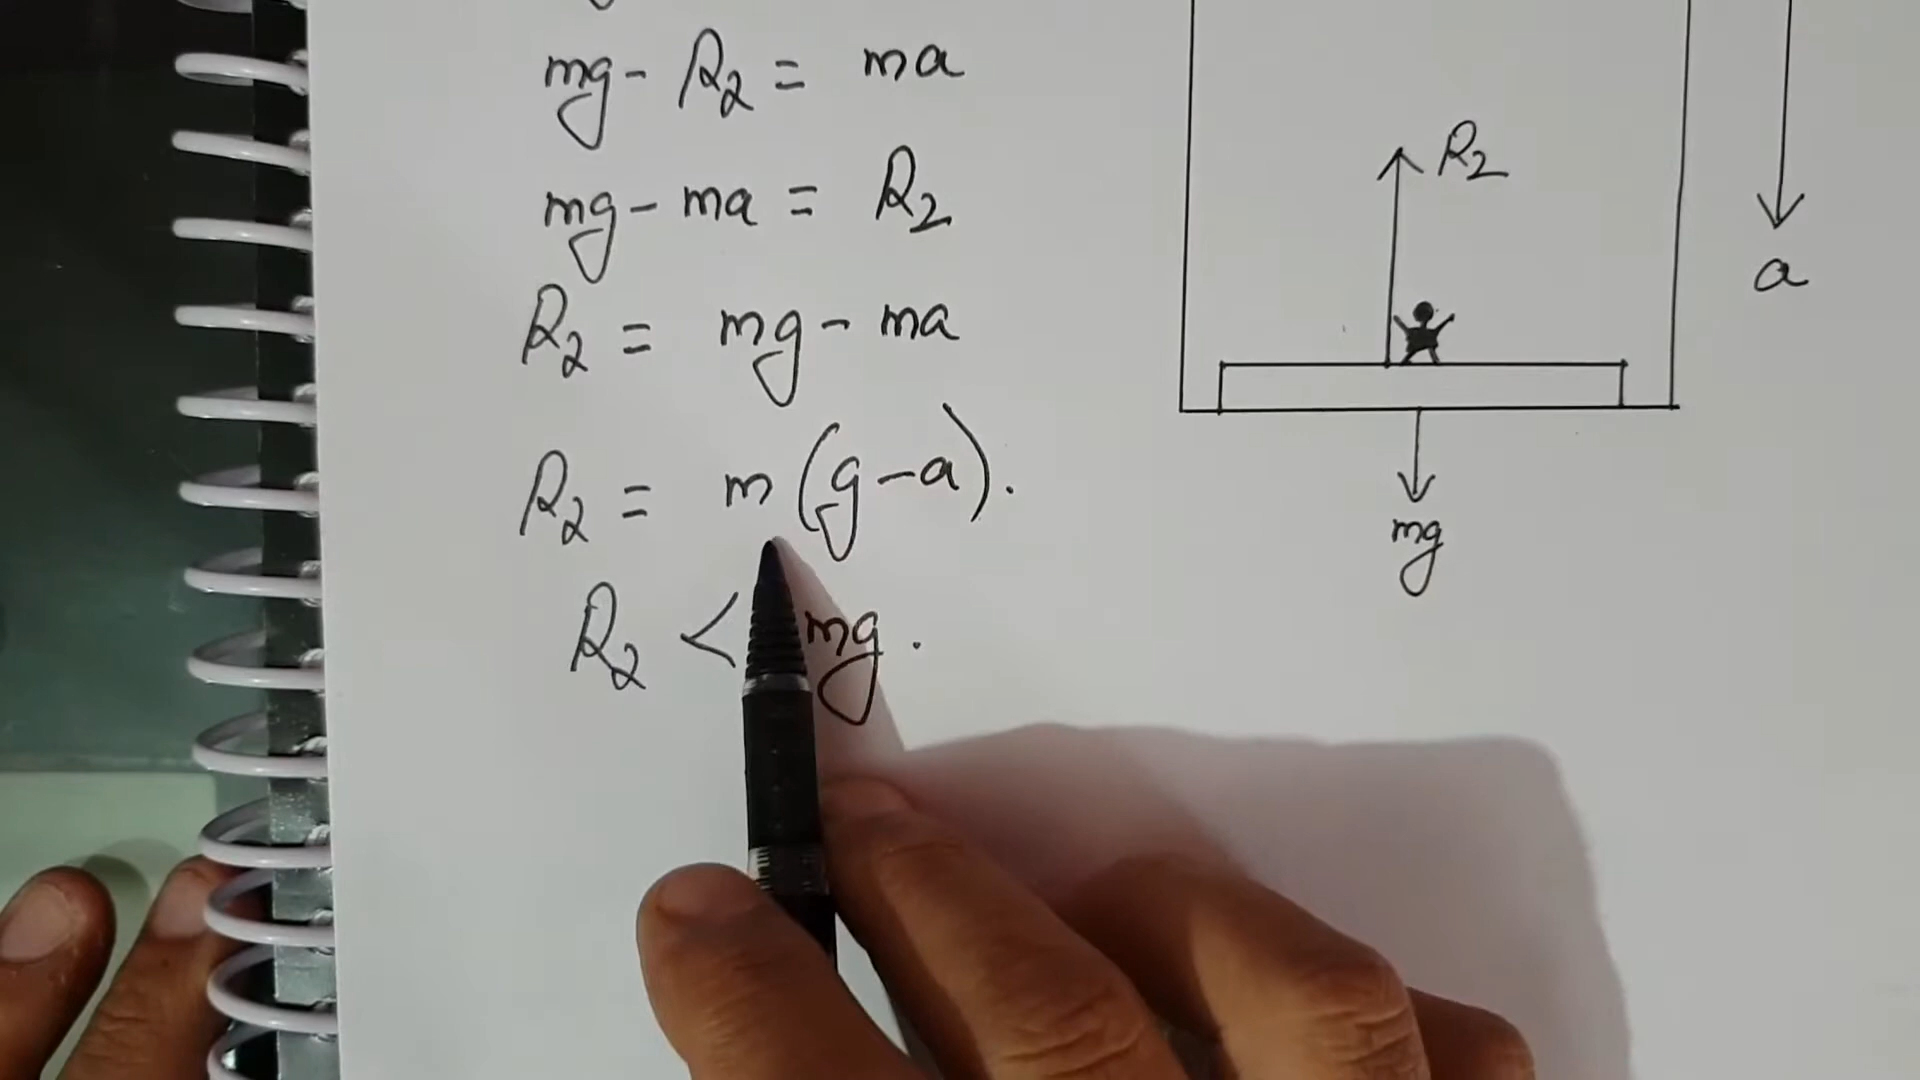 mg - R₂ = ma
mg - ma = R₂
R₂ = mg - ma
R₂ = m(g-a).
R₂ < mg.
R₂
a
mg